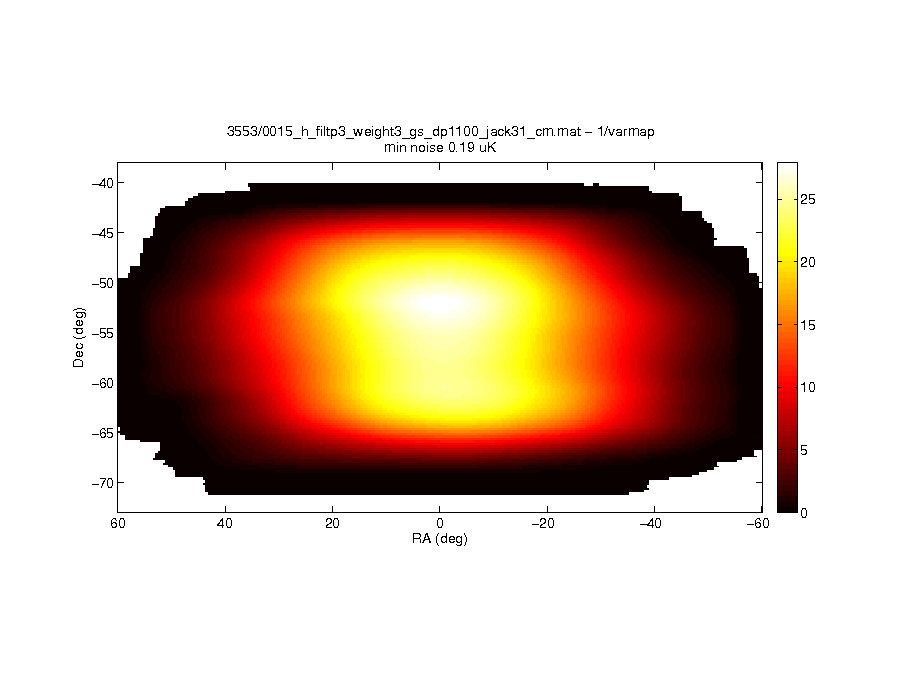 3553/0015_h_filtp3_weight3_gs_dp1100_jack31_cm.mat − 1/varmap
min noise 0.19 uK
−40
−45
−50
−55
−60
−65
−70
Dec (deg)
60 40 20 0 −20 −40 −60
RA (deg)
25
20
15
10
5
0